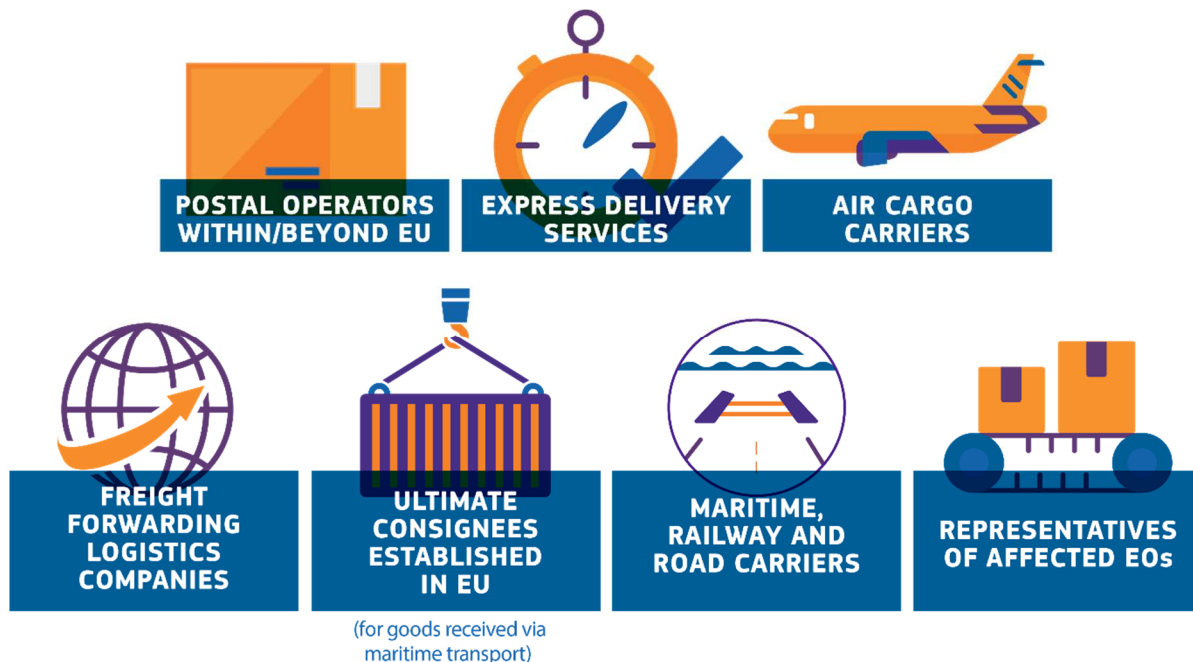 POSTAL OPERATORS
WITHIN/BEYOND EU
EXPRESS DELIVERY
SERVICES
AIR CARGO
CARRIERS
FREIGHT
FORWARDING
LOGISTICS
COMPANIES
ULTIMATE
CONSIGNEES
ESTABLISHED
IN EU
(for goods received via
maritime transport)
MARITIME,
RAILWAY AND
ROAD CARRIERS
REPRESENTATIVES
OF AFFECTED EOs